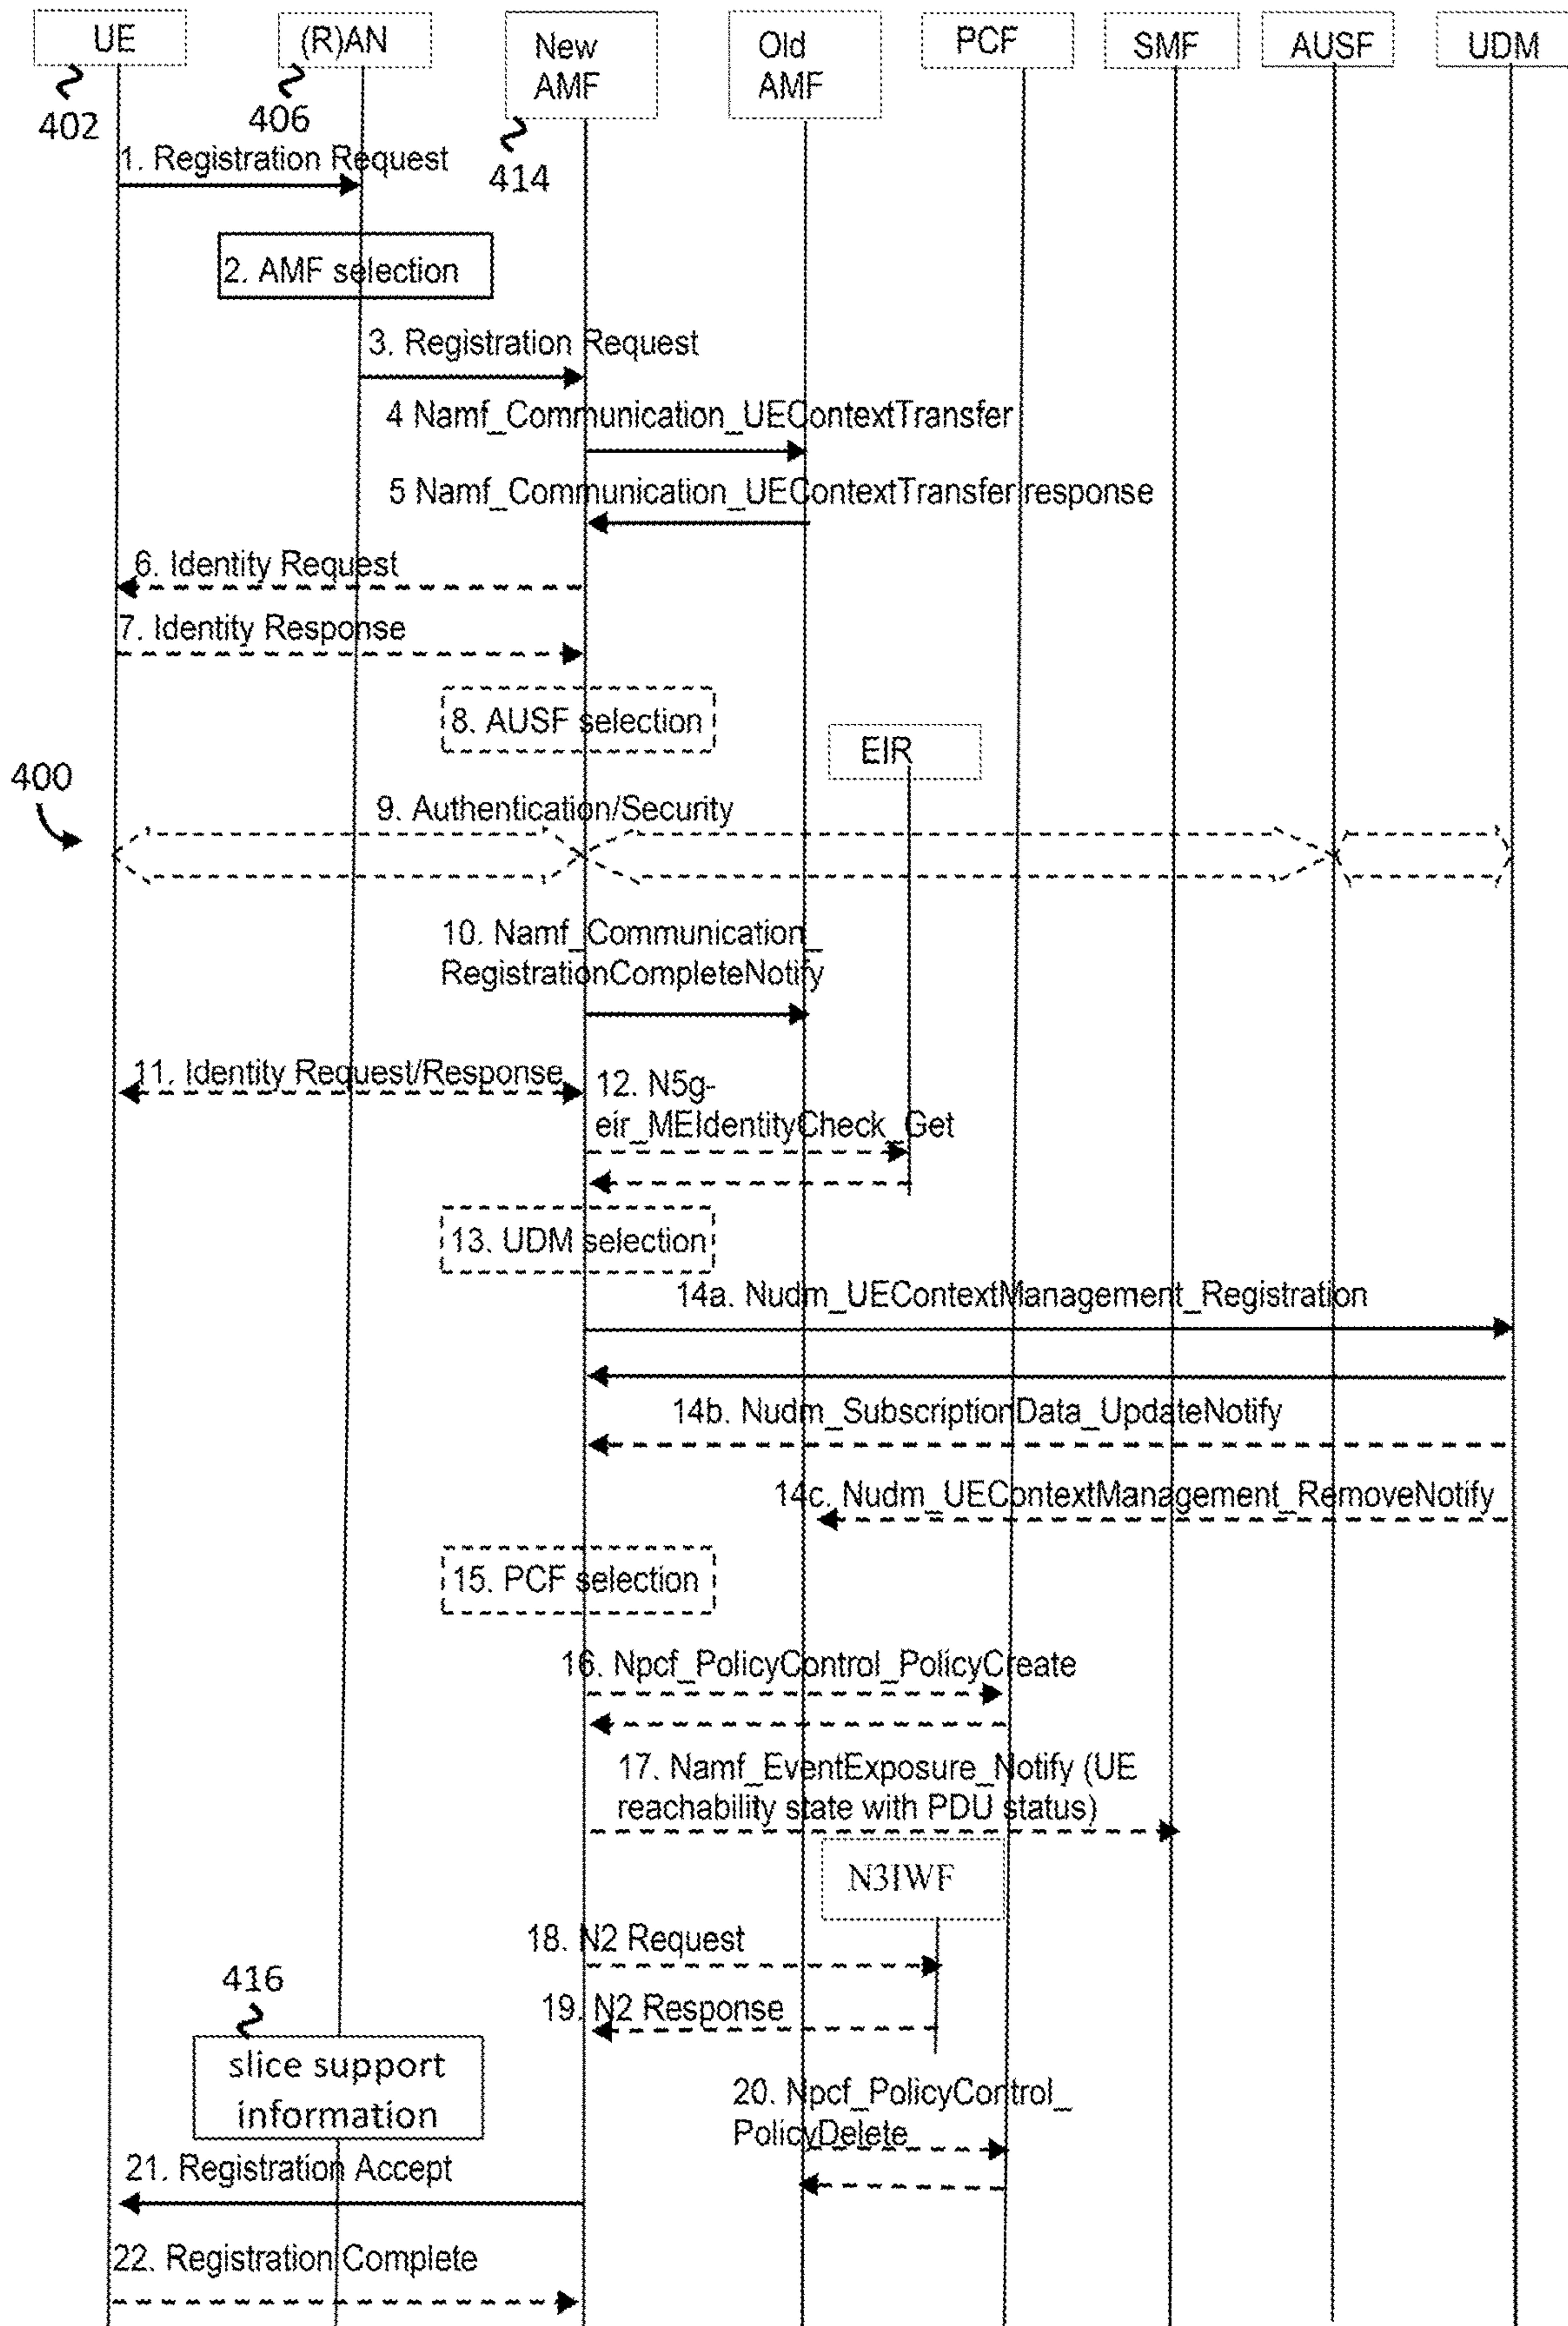 UE
(R)AN
New
AMF
Old
AMF
PCF
SMF
AUSF
UDM
402
406
414
1. Registration Request
2. AMF selection
3. Registration Request
4 Namf_Communication_UEContextTransfer
5 Namf_Communication_UEContextTransfer response
6. Identity Request
7. Identity Response
8. AUSF selection
EIR
400
9. Authentication/Security
10. Namf_Communication_
RegistrationCompleteNotify
11. Identity Request/Response
12. N5g-
eir_MEIdentityCheck_Get
13. UDM selection
14a. Nudm_UEContextManagement_Registration
14b. Nudm_SubscriptionData_UpdateNotify
14c. Nudm_UEContextManagement_RemoveNotify
15. PCF selection
16. Npcf_PolicyControl_PolicyCreate
17. Namf_EventExposure_Notify (UE
reachability state with PDU status)
N3IWF
18. N2 Request
416
19. N2 Response
slice support
information
20. Npcf_PolicyControl_
PolicyDelete
21. Registration Accept
22. Registration Complete